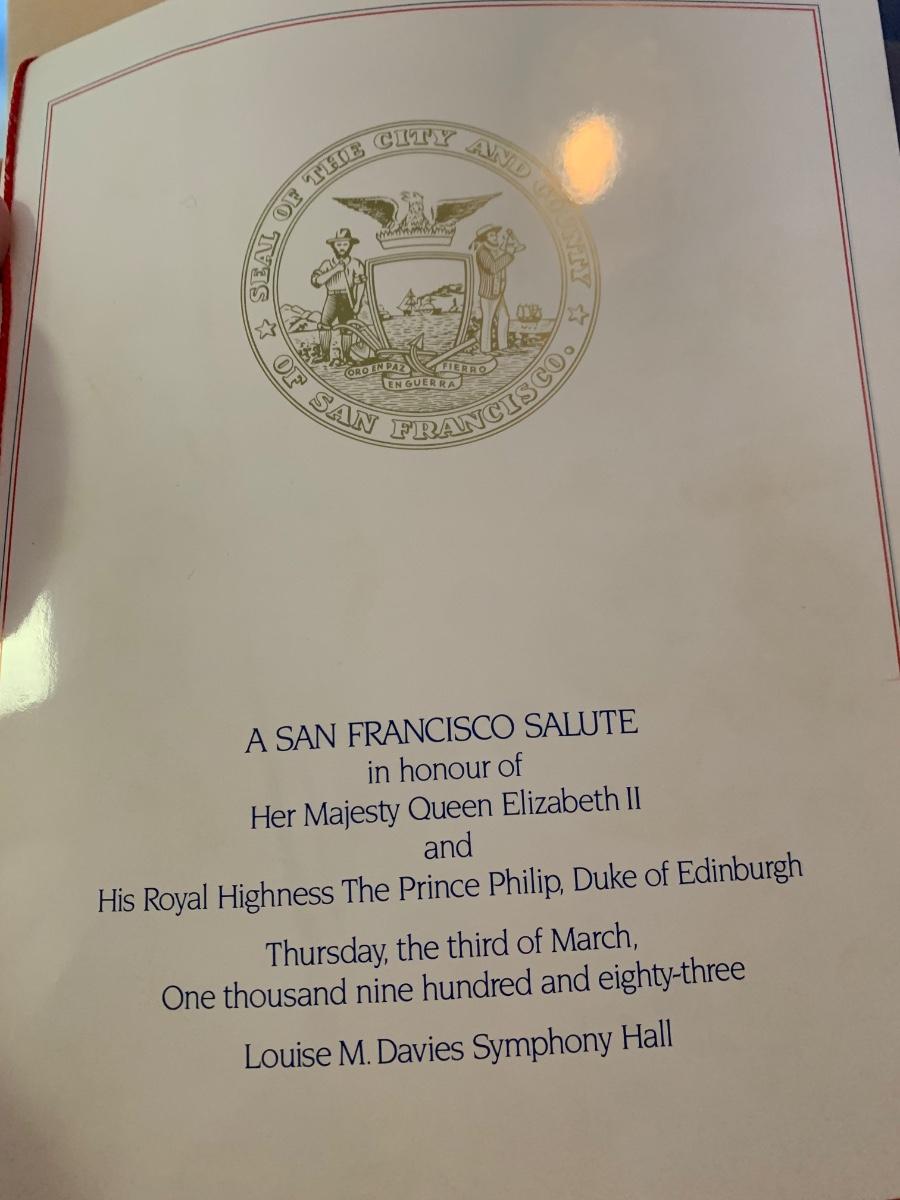 SEAL OF THE CITY AND COUNTY
OF SAN FRANCISCO.
ORO EN PAZ
FIERRO
EN GUERRA
A SAN FRANCISCO SALUTE
in honour of
Her Majesty Queen Elizabeth II
and
His Royal Highness The Prince Philip, Duke of Edinburgh
Thursday, the third of March,
One thousand nine hundred and eighty-three
Louise M. Davies Symphony Hall